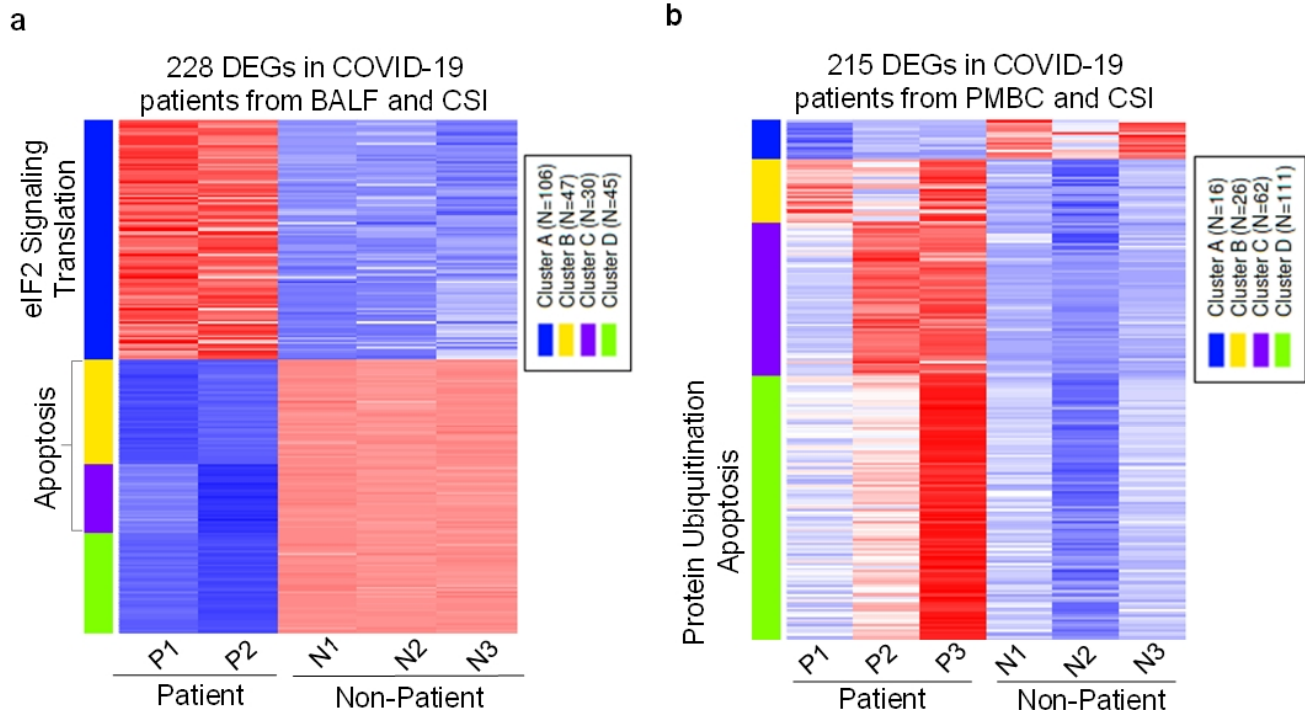 a
228 DEGs in COVID-19
patients from BALF and CSI
eIF2 Signaling
Translation
Apoptosis
Cluster A (N=106)
Cluster B (N=47)
Cluster C (N=30)
Cluster D (N=45)
P1 P2 N1 N2 N3
Patient Non-Patient
b
215 DEGs in COVID-19
patients from PMBC and CSI
Protein Ubiquitination
Apoptosis
Cluster A (N=16)
Cluster B (N=26)
Cluster C (N=62)
Cluster D (N=111)
P1 P2 P3 N1 N2 N3
Patient Non-Patient